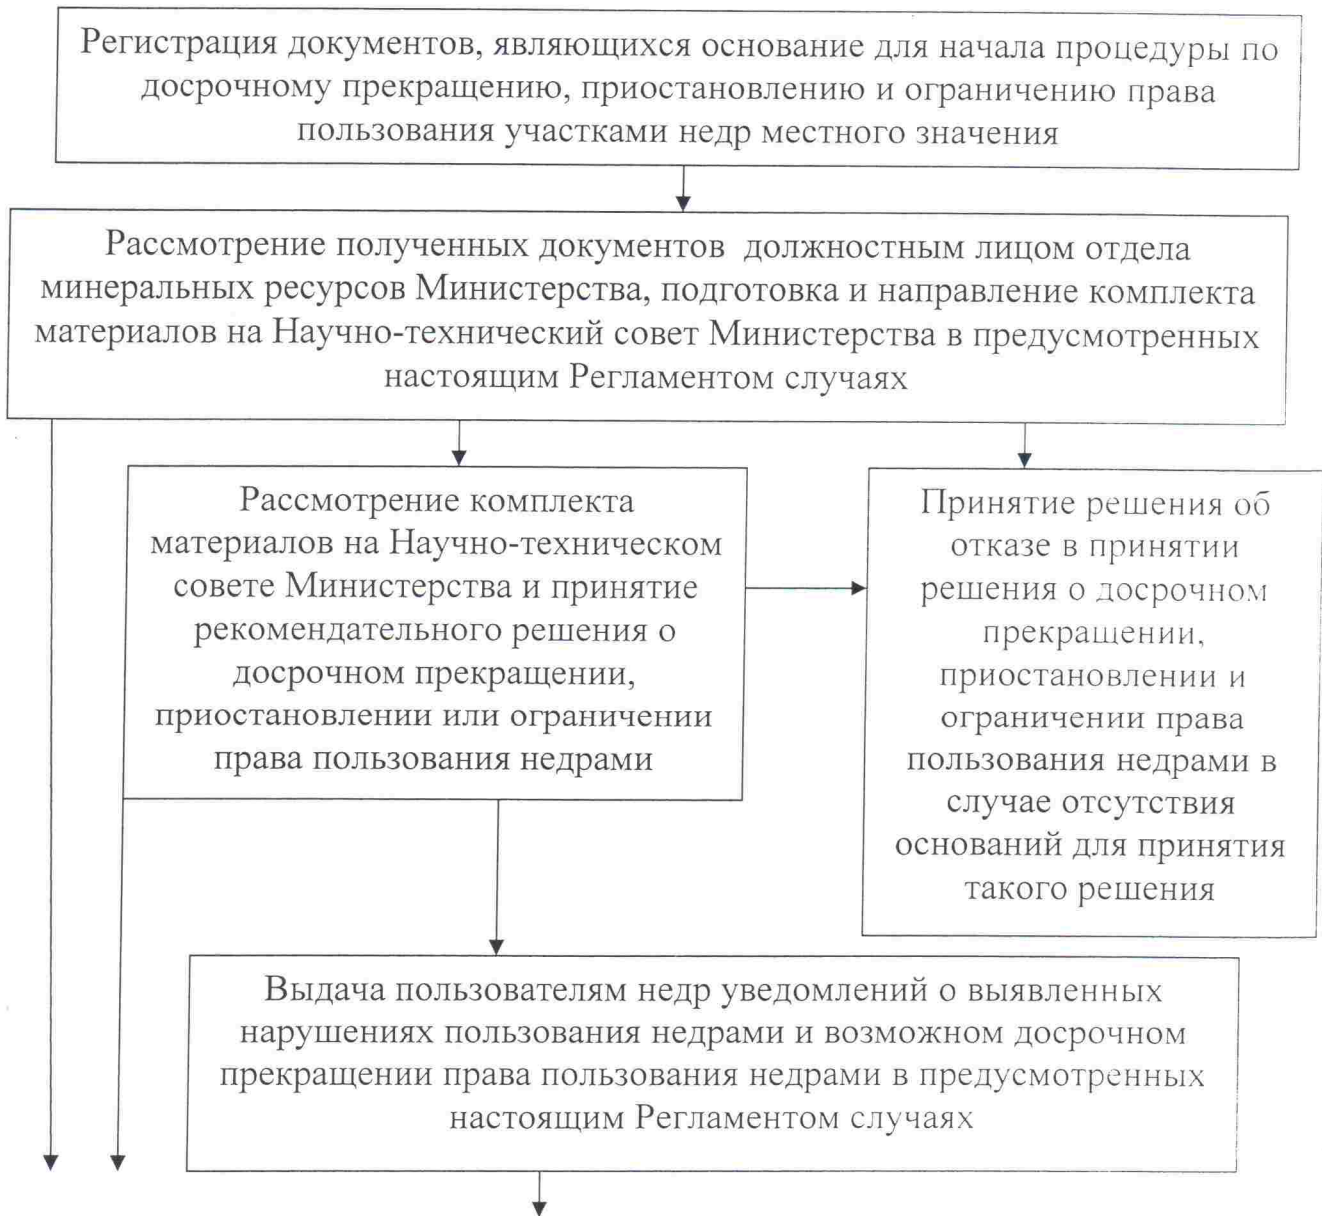 Регистрация документов, являющихся основание для начала процедуры по
досрочному прекращению, приостановлению и ограничению права
пользования участками недр местного значения
Рассмотрение полученных документов должностным лицом отдела
минеральных ресурсов Министерства, подготовка и направление комплекта
материалов на Научно-технический совет Министерства в предусмотренных
настоящим Регламентом случаях
Рассмотрение комплекта
материалов на Научно-техническом
совете Министерства и принятие
рекомендательного решения о
досрочном прекращении,
приостановлении или ограничении
права пользования недрами
Принятие решения об
отказе в принятии
решения о досрочном
прекращении,
приостановлении и
ограничении права
пользования недрами в
случае отсутствия
оснований для принятия
такого решения
Выдача пользователям недр уведомлений о выявленных
нарушениях пользования недрами и возможном досрочном
прекращении права пользования недрами в предусмотренных
настоящим Регламентом случаях